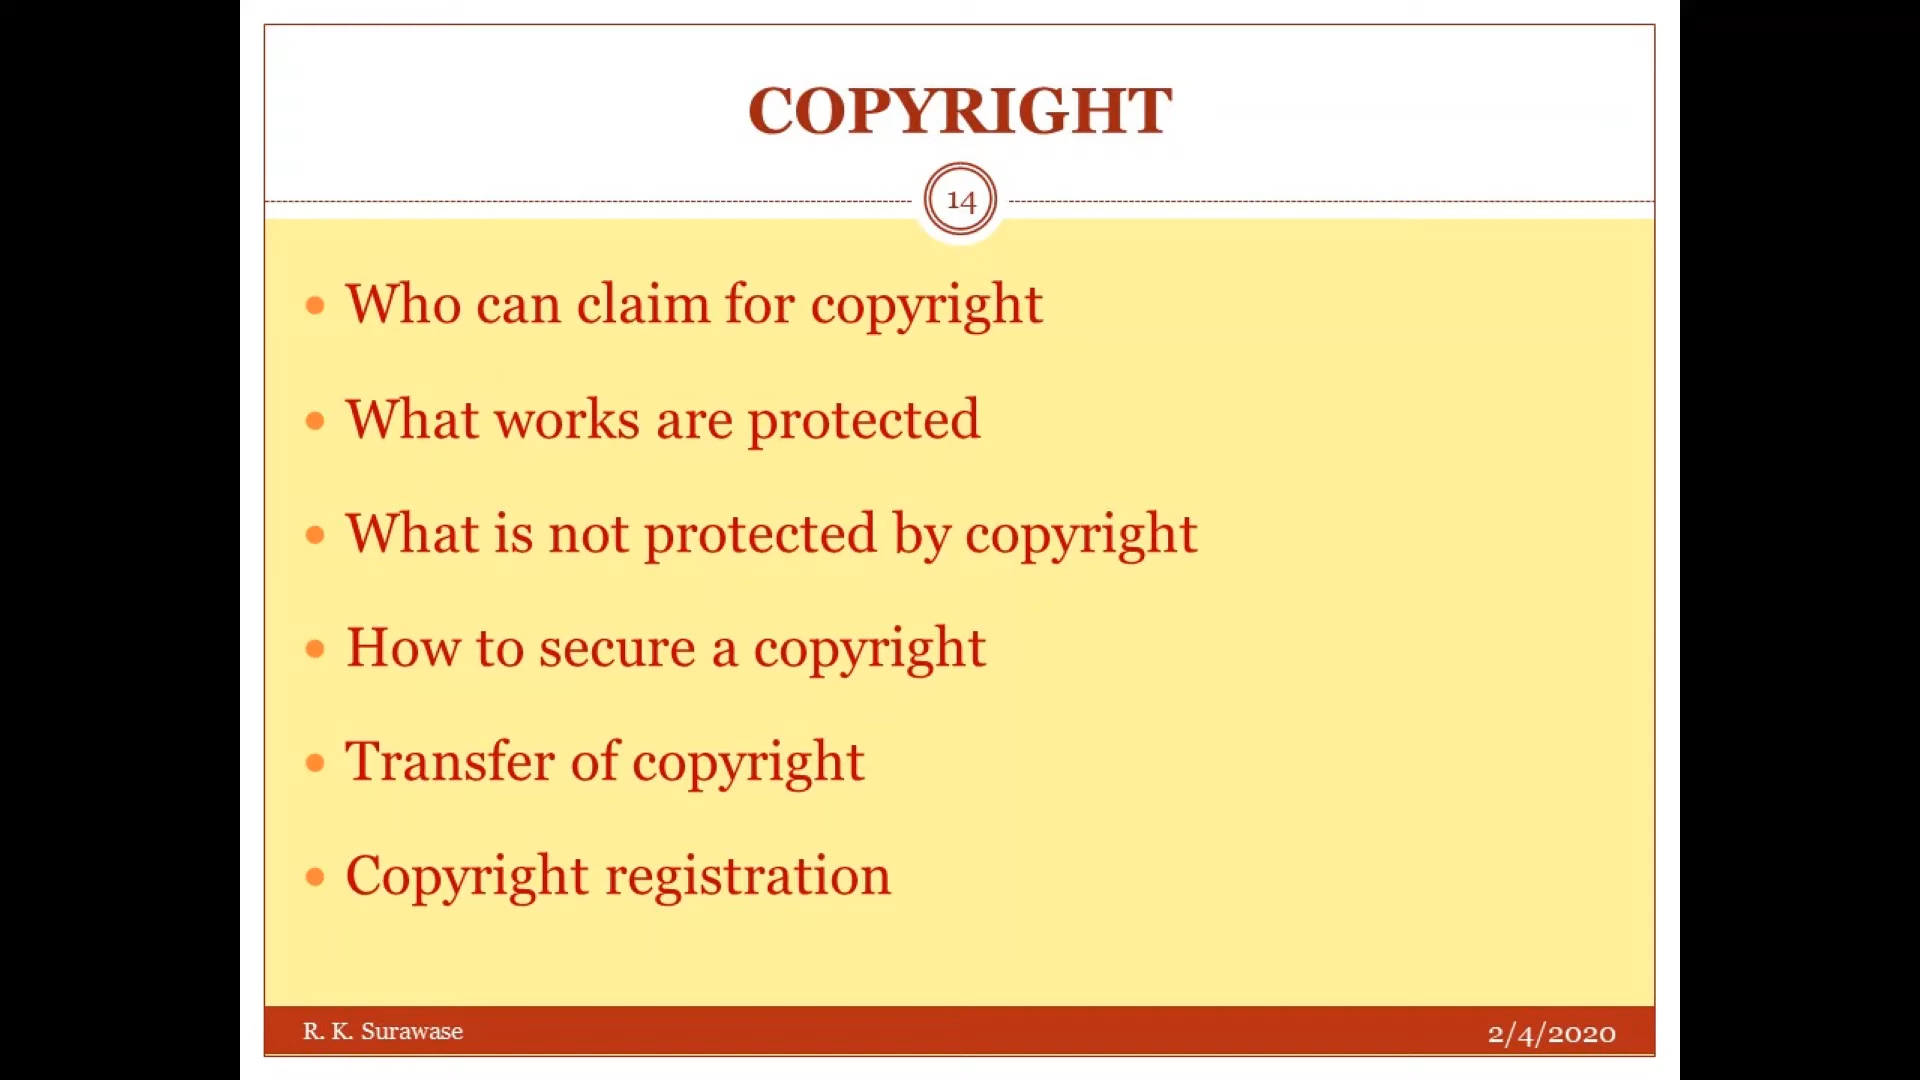 COPYRIGHT
14
• Who can claim for copyright
• What works are protected
• What is not protected by copyright
• How to secure a copyright
• Transfer of copyright
• Copyright registration
R. K. Surawase
2/4/2020